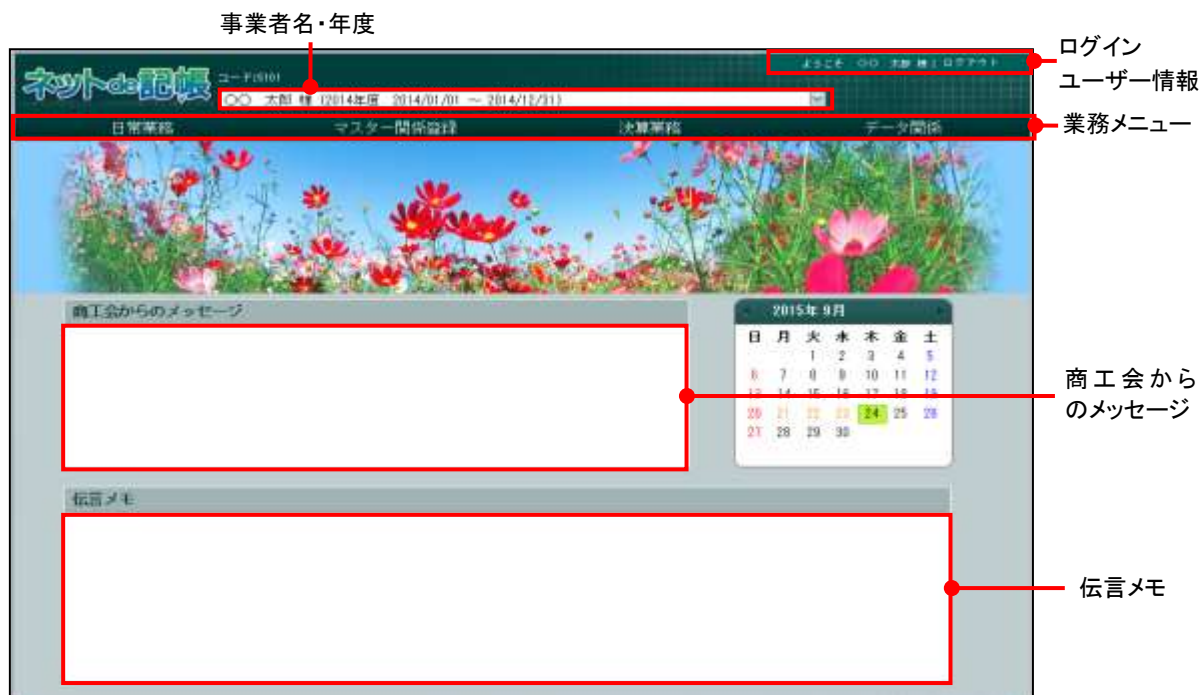 事業者名・年度
ログイン
ユーザー情報
ようこそ 〇〇 太郎 様 | ログアウト
ネットde記帳
〇〇 太郎 様 (2014年度 2014/01/01 ～ 2014/12/31)
業務メニュー
日常業務 マスター関係登録 決算業務 データ関係
商工会からのメッセージ
2015年 9月
日 月 火 水 木 金 土
1 2 3 4 5
6 7 8 9 10 11 12
13 14 15 16 17 18 19
20 21 22 23 24 25 26
27 28 29 30
商工会から
のメッセージ
伝言メモ
伝言メモ